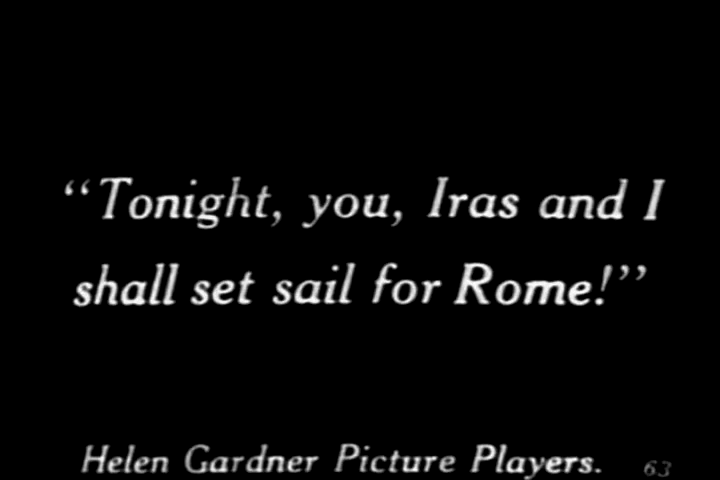 “Tonight, you, Iras and I
shall set sail for Rome!”
Helen Gardner Picture Players. 63